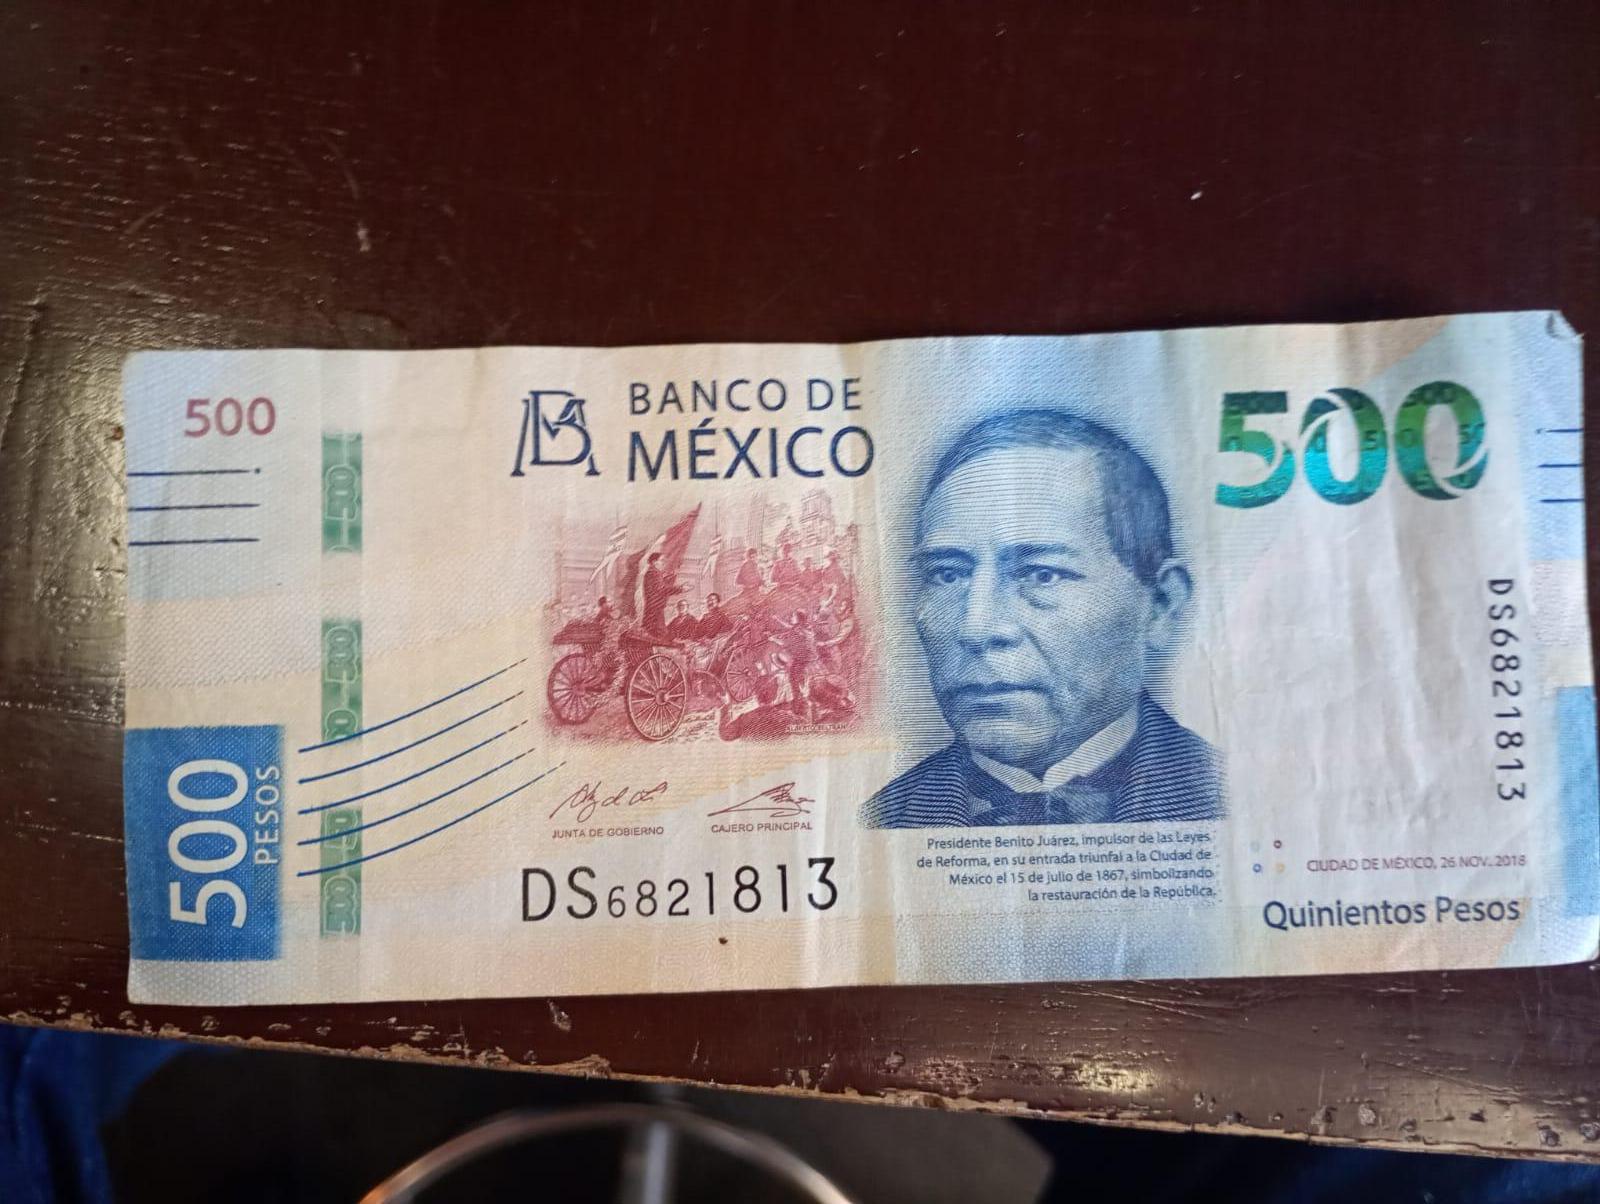 500
BANCO DE
MÉXICO
500
DS6821813
500
PESOS
JUNTA DE GOBIERNO
CAJERO PRINCIPAL
DS6821813
Presidente Benito Juárez, impulsor de las Leyes
de Reforma, en su entrada triunfal a la Ciudad de
México el 15 de julio de 1867, simbolizando
la restauración de la República.
CIUDAD DE MÉXICO, 26 NOV. 2018
Quinientos Pesos